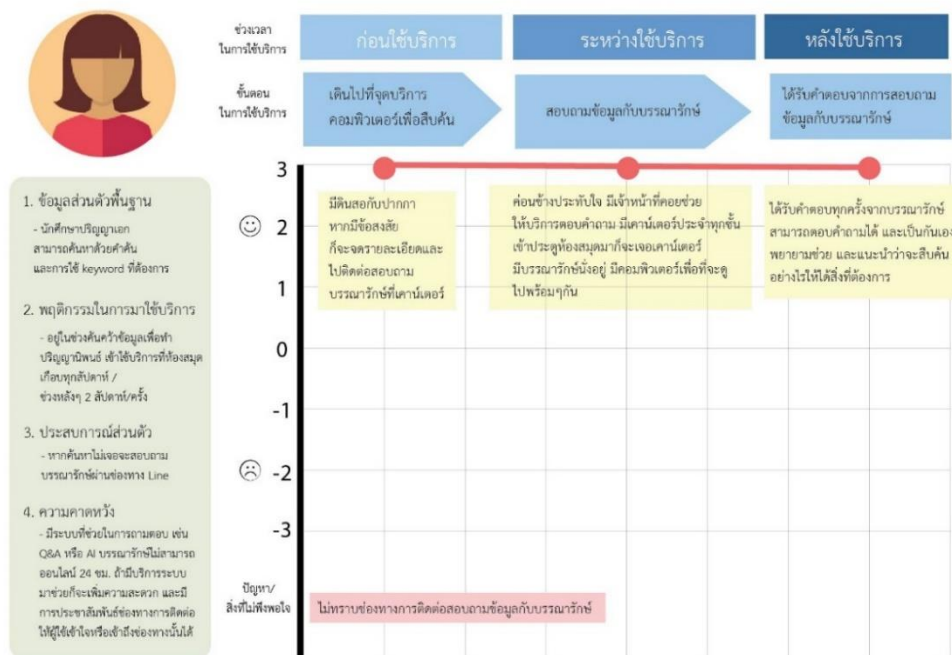 ช่วงเวลา
ในการใช้บริการ
ก่อนใช้บริการ
ระหว่างใช้บริการ
หลังใช้บริการ
ขั้นตอน
ในการใช้บริการ
เดินไปที่จุดบริการ
คอมพิวเตอร์เพื่อสืบค้น
สอบถามข้อมูลกับบรรณารักษ์
ได้รับคำตอบจากการสอบถาม
ข้อมูลกับบรรณารักษ์
1. ข้อมูลส่วนตัวพื้นฐาน
- นักศึกษาปริญญาเอก
สามารถค้นหาด้วยคำค้น
และการใช้ keyword ที่ต้องการ
2. พฤติกรรมในการมาใช้บริการ
- อยู่ในช่วงค้นคว้าข้อมูลเพื่อทำ
ปริญญานิพนธ์ เข้าใช้บริการที่ห้องสมุด
เกือบทุกสัปดาห์ /
ช่วงหลังๆ 2 สัปดาห์/ครั้ง
3. ประสบการณ์ส่วนตัว
- หากค้นหาไม่เจอจะสอบถาม
บรรณารักษ์ผ่านช่องทาง Line
4. ความคาดหวัง
- มีระบบที่ช่วยในการถามตอบ เช่น
Q&A หรือ AI บรรณารักษ์ไม่สามารถ
ออนไลน์ 24 ชม. ถ้ามีบริการระบบ
มาช่วยก็จะเพิ่มความสะดวก และมี
การประชาสัมพันธ์ช่องทางการติดต่อ
ให้ผู้ใช้เข้าใจหรือเข้าถึงช่องทางนั้นได้
3
2
1
0
-1
-2
-3
มีดินสอกับปากกา
หากมีข้อสงสัย
ก็จะจดรายละเอียดและ
ไปติดต่อสอบถาม
บรรณารักษ์ที่เคาน์เตอร์
ค่อนข้างประทับใจ มีเจ้าหน้าที่คอยช่วย
ให้บริการตอบคำถาม มีเคาน์เตอร์ประจำทุกชั้น
เข้าประตูห้องสมุดมาก็จะเจอเคาน์เตอร์
มีบรรณารักษ์นั่งอยู่ มีคอมพิวเตอร์เพื่อที่จะดู
ไปพร้อมๆกัน
ได้รับคำตอบทุกครั้งจากบรรณารักษ์
สามารถตอบคำถามได้ และเป็นกันเอง
พยายามช่วย และแนะนำว่าจะสืบค้น
อย่างไรให้ได้สิ่งที่ต้องการ
ปัญหา/
สิ่งที่ไม่พึงพอใจ
ไม่ทราบช่องทางการติดต่อสอบถามข้อมูลกับบรรณารักษ์